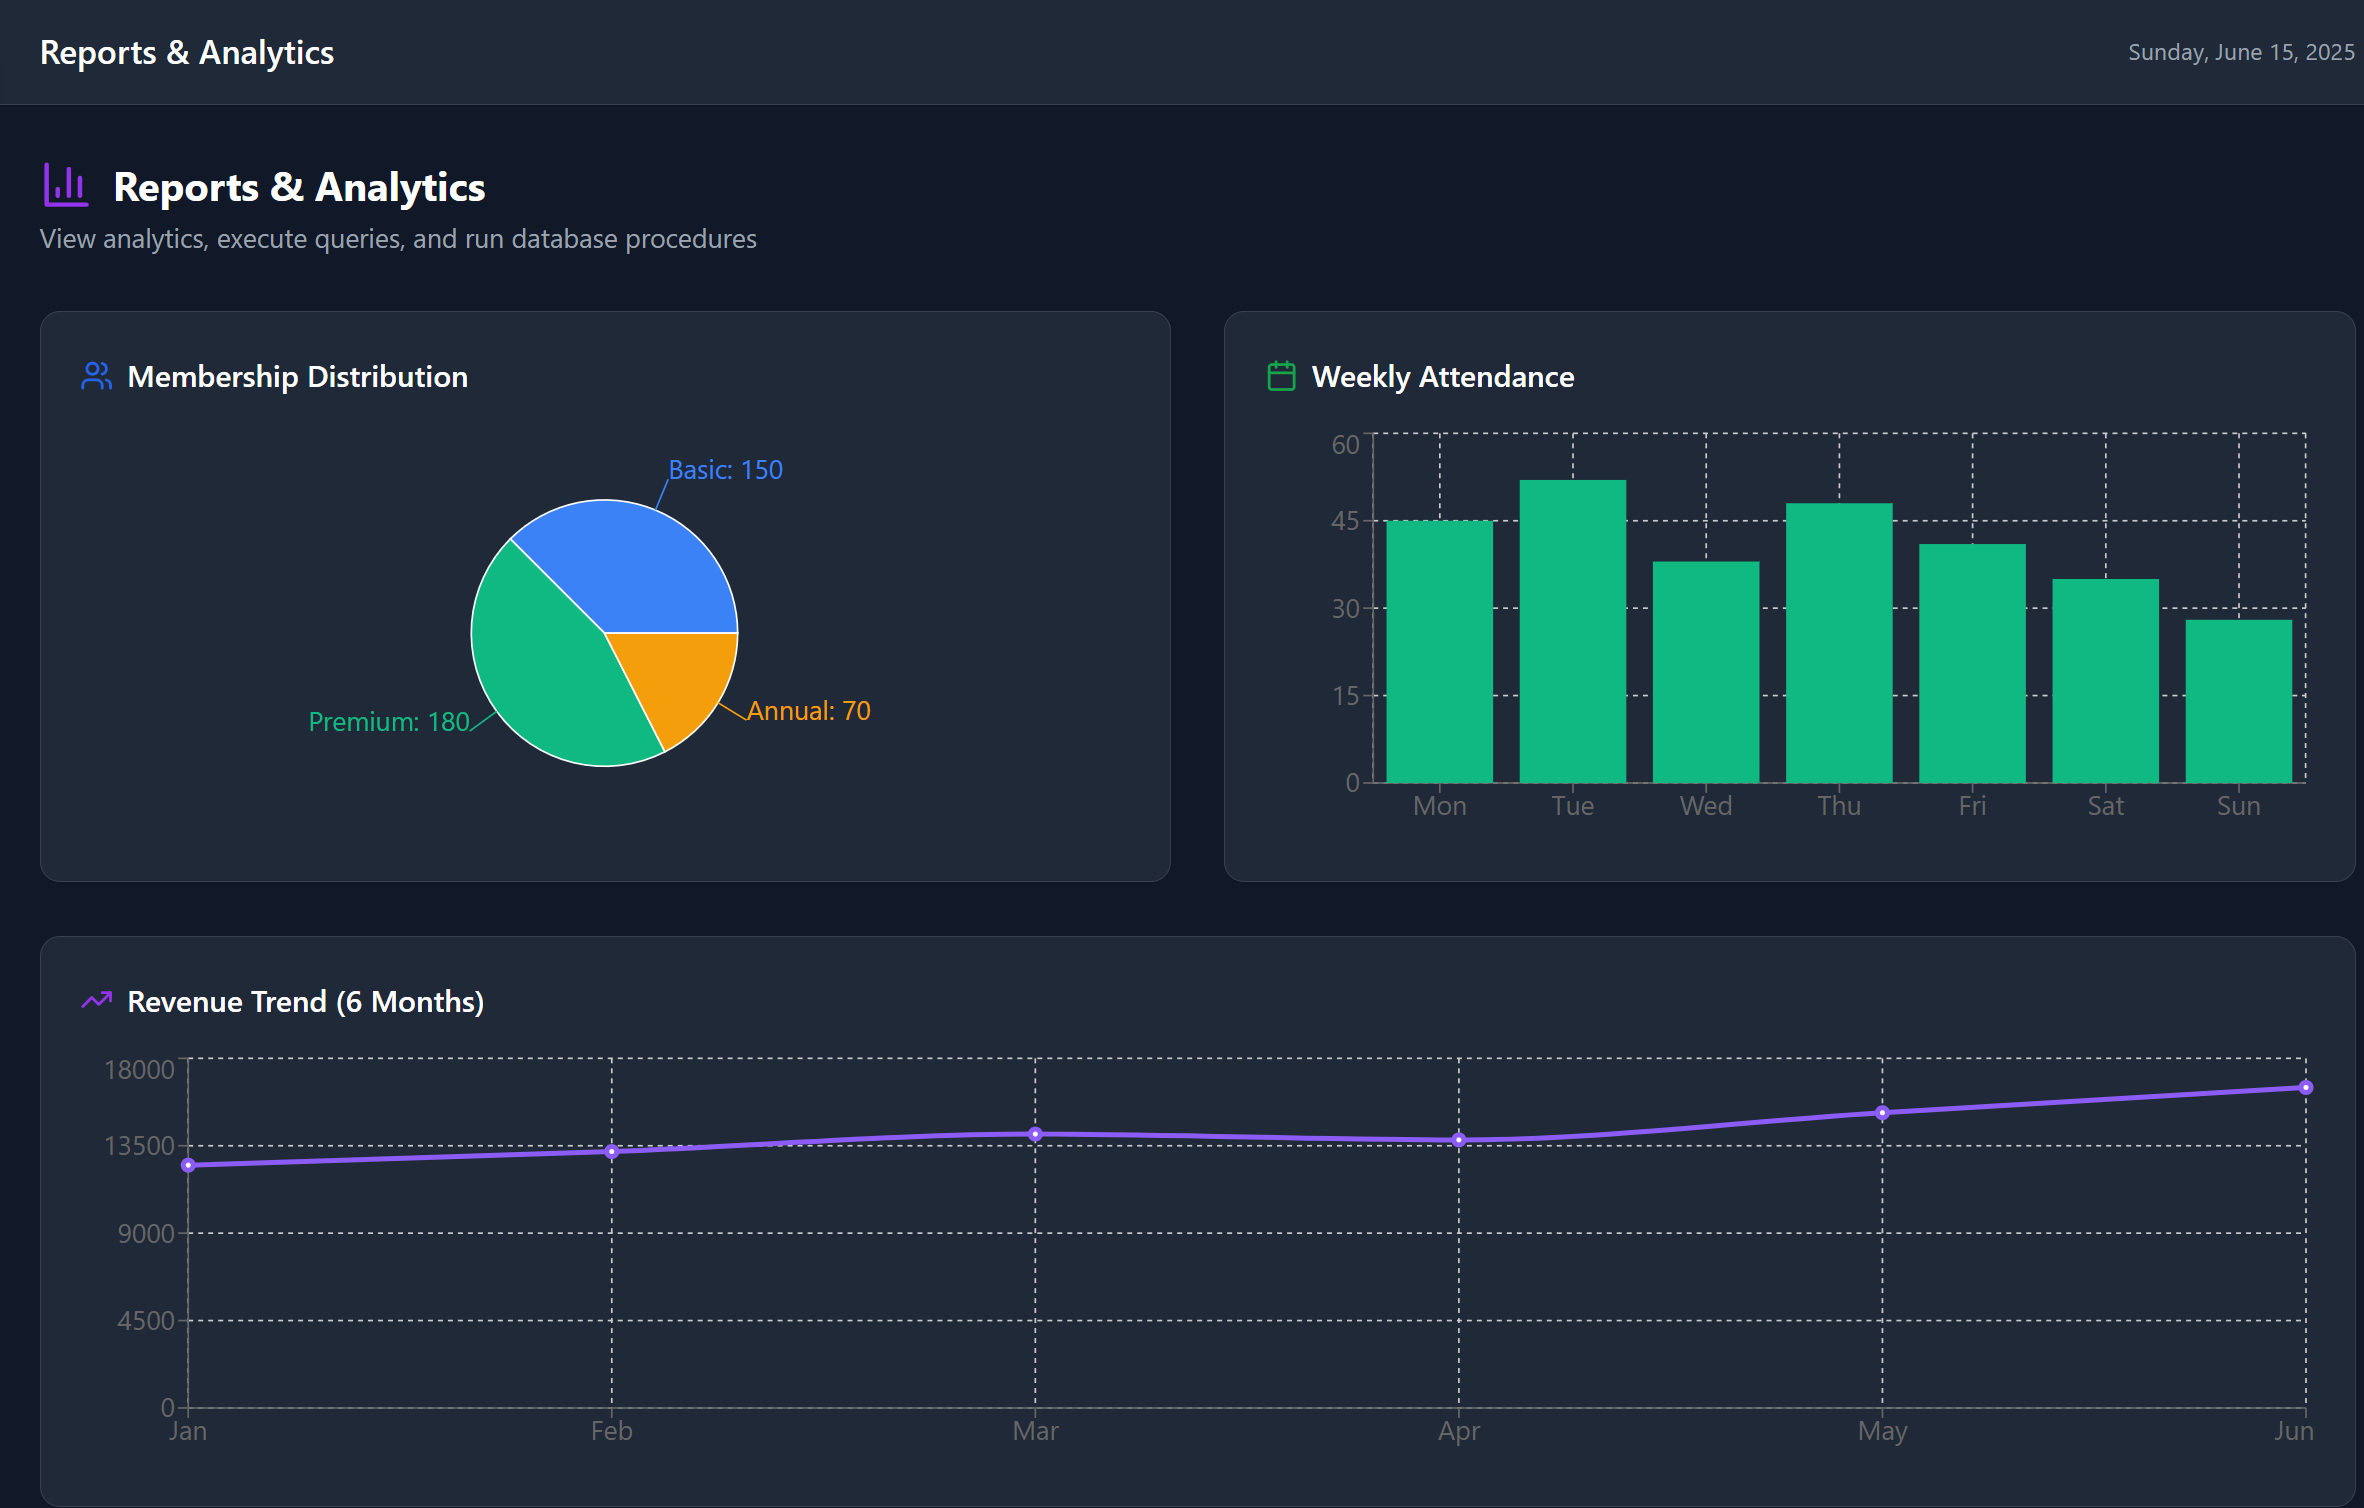 Reports & Analytics
Sunday, June 15, 2025
Reports & Analytics
View analytics, execute queries, and run database procedures
Membership Distribution
Basic: 150
Premium: 180
Annual: 70
Weekly Attendance
60
45
30
15
0
Mon Tue Wed Thu Fri Sat Sun
Revenue Trend (6 Months)
18000
13500
9000
4500
0
Jan Feb Mar Apr May Jun